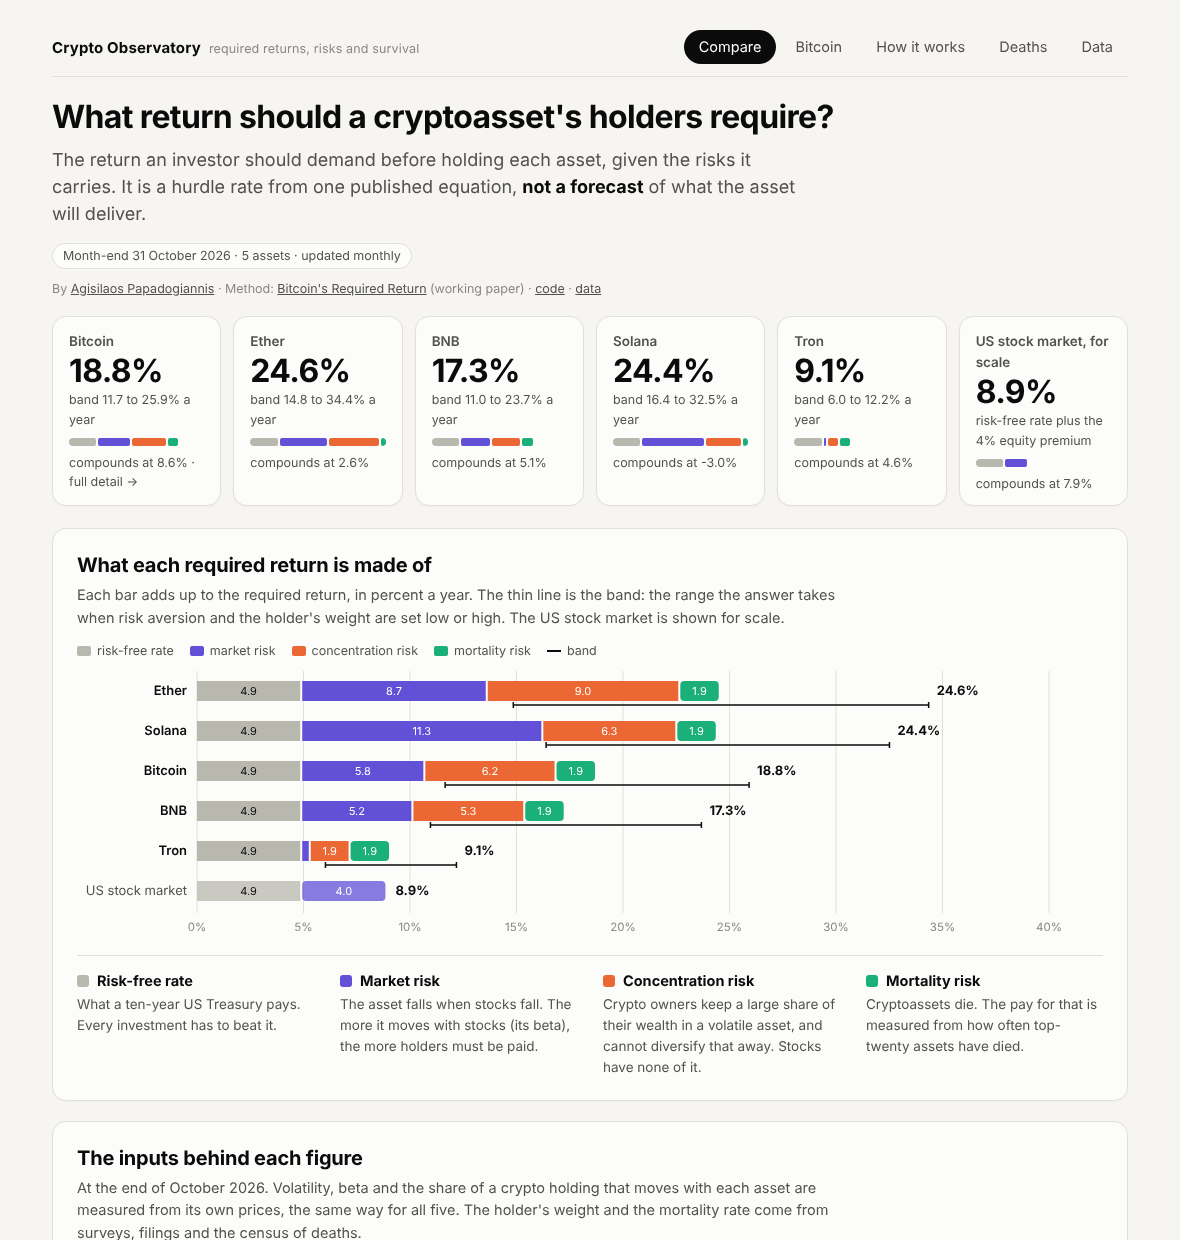 Crypto Observatory required returns, risks and survival
Compare Bitcoin How it works Deaths Data
What return should a cryptoasset's holders require?
The return an investor should demand before holding each asset, given the risks it
carries. It is a hurdle rate from one published equation, not a forecast of what the asset
will deliver.
Month-end 31 October 2026 · 5 assets · updated monthly
By Agisilaos Papadogiannis · Method: Bitcoin's Required Return (working paper) · code · data
Bitcoin
18.8%
band 11.7 to 25.9% a
year
compounds at 8.6% ·
full detail →
Ether
24.6%
band 14.8 to 34.4% a
year
compounds at 2.6%
BNB
17.3%
band 11.0 to 23.7% a
year
compounds at 5.1%
Solana
24.4%
band 16.4 to 32.5% a
year
compounds at -3.0%
Tron
9.1%
band 6.0 to 12.2% a
year
compounds at 4.6%
US stock market, for
scale
8.9%
risk-free rate plus the
4% equity premium
compounds at 7.9%
What each required return is made of
Each bar adds up to the required return, in percent a year. The thin line is the band: the range the answer takes
when risk aversion and the holder's weight are set low or high. The US stock market is shown for scale.
risk-free rate market risk concentration risk mortality risk band
Ether 4.9 8.7 9.0 1.9 24.6%
Solana 4.9 11.3 6.3 1.9 24.4%
Bitcoin 4.9 5.8 6.2 1.9 18.8%
BNB 4.9 5.2 5.3 1.9 17.3%
Tron 4.9 1.9 1.9 9.1%
US stock market 4.9 4.0 8.9%
0% 5% 10% 15% 20% 25% 30% 35% 40%
Risk-free rate
What a ten-year US Treasury pays.
Every investment has to beat it.
Market risk
The asset falls when stocks fall. The
more it moves with stocks (its beta),
the more holders must be paid.
Concentration risk
Crypto owners keep a large share of
their wealth in a volatile asset, and
cannot diversify that away. Stocks
have none of it.
Mortality risk
Cryptoassets die. The pay for that is
measured from how often top-
twenty assets have died.
The inputs behind each figure
At the end of October 2026. Volatility, beta and the share of a crypto holding that moves with each asset are
measured from its own prices, the same way for all five. The holder's weight and the mortality rate come from
surveys, filings and the census of deaths.